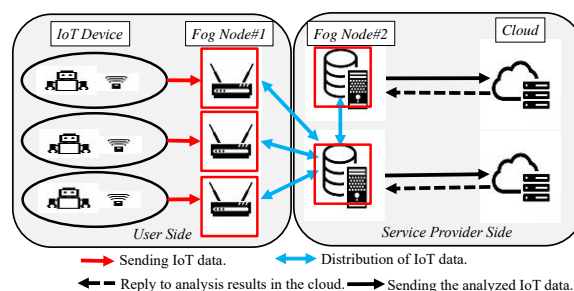 IoT Device Fog Node#1 Fog Node#2 Cloud
User Side Service Provider Side
Sending IoT data. Distribution of IoT data.
Reply to analysis results in the cloud. Sending the analyzed IoT data.